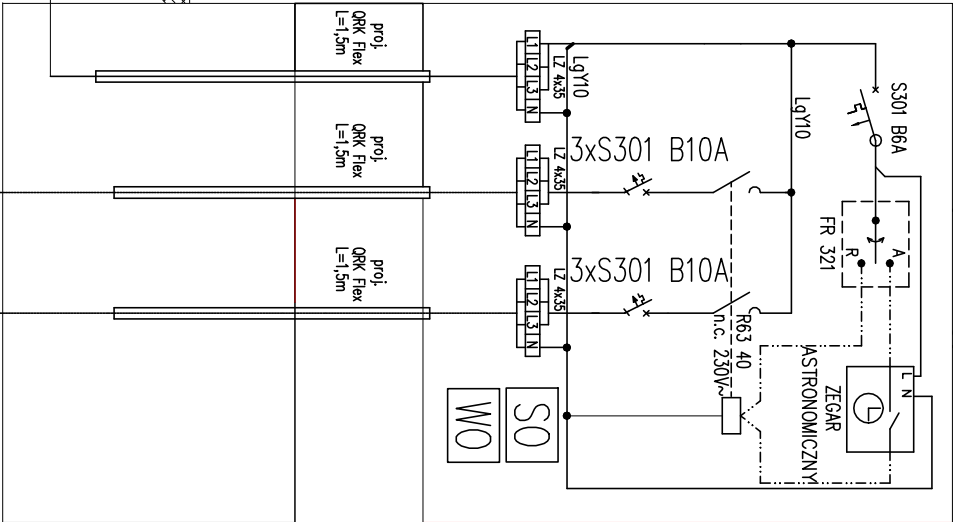 proj.
QRK Flex
L=1,5m
proj.
QRK Flex
L=1,5m
proj.
QRK Flex
L=1,5m
L1 L2 L3 N
LZ 4x35
LgY10
L1 L2 L3 N
LZ 4x35
L1 L2 L3 N
LZ 4x35
3xS301 B10A
3xS301 B10A
LgY10
S301 B6A
FR 321
R A
R63 40
n.c. 230V~
ZEGAR
ASTRONOMICZNY
L N
L
SO
WO